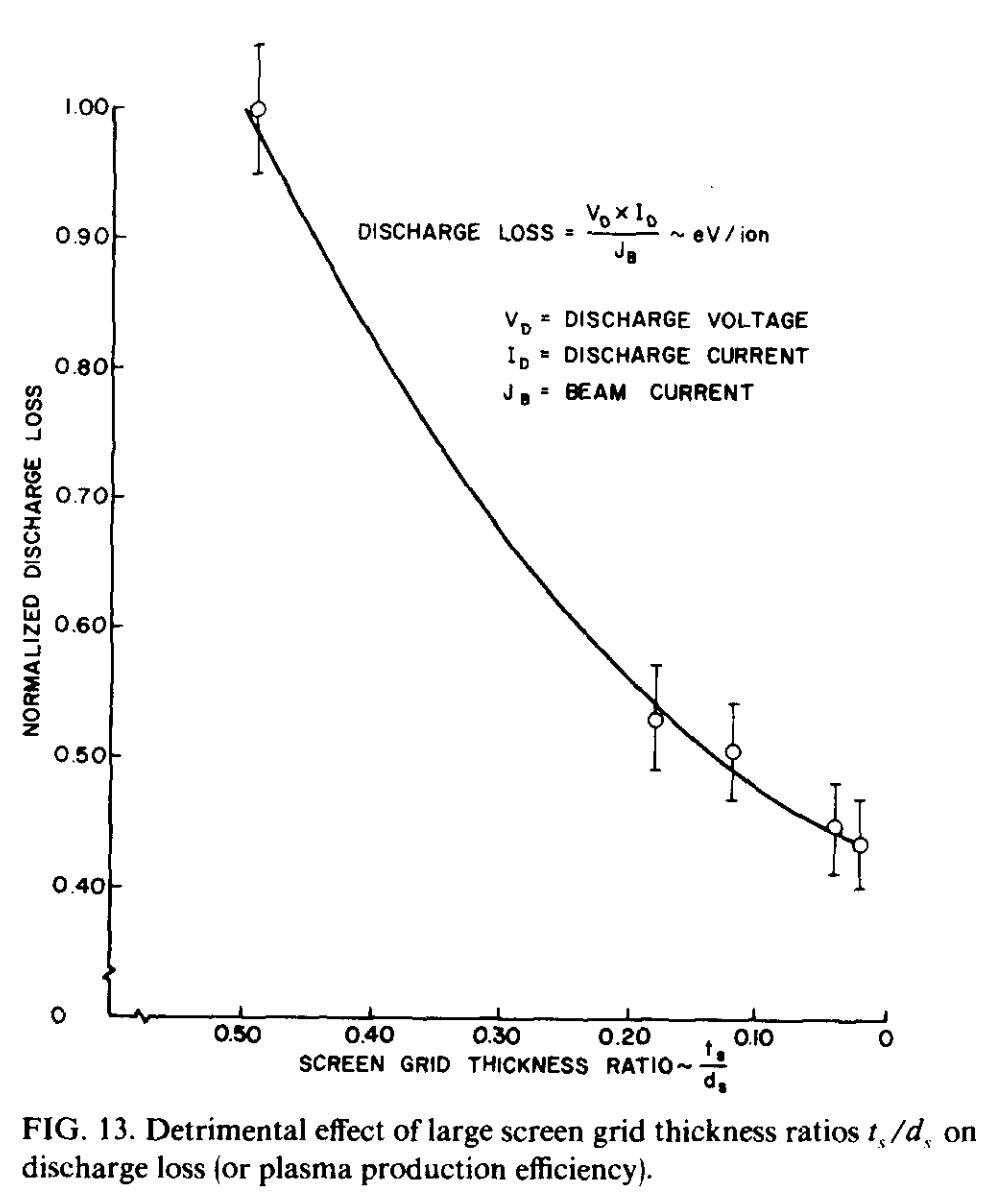 1.00
0.90
0.80
0.70
0.60
0.50
0.40
0
NORMALIZED DISCHARGE LOSS
DISCHARGE LOSS = V_D × I_D / J_B ~ eV/ion
V_D = DISCHARGE VOLTAGE
I_D = DISCHARGE CURRENT
J_B = BEAM CURRENT
0.50 0.40 0.30 0.20 0.10 0
SCREEN GRID THICKNESS RATIO ~ t_s / d_s
FIG. 13. Detrimental effect of large screen grid thickness ratios t_s/d_s on
discharge loss (or plasma production efficiency).